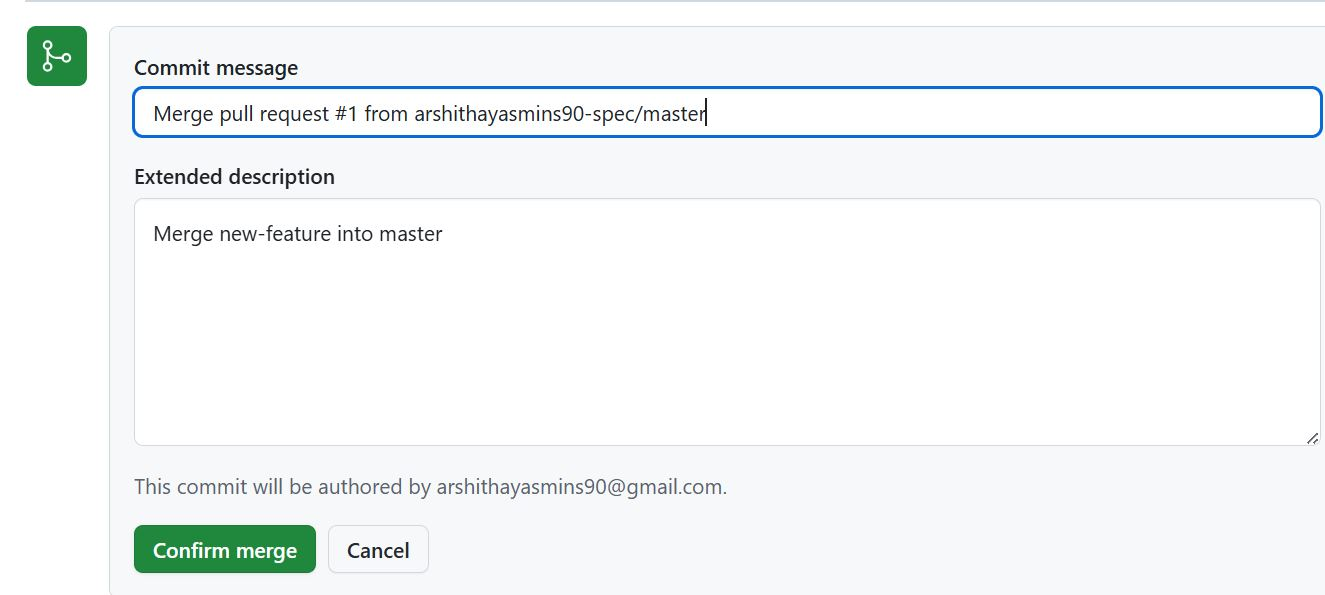 Commit message
Merge pull request #1 from arshithayasmins90-spec/master
Extended description
Merge new-feature into master
This commit will be authored by arshithayasmins90@gmail.com.
Confirm merge
Cancel